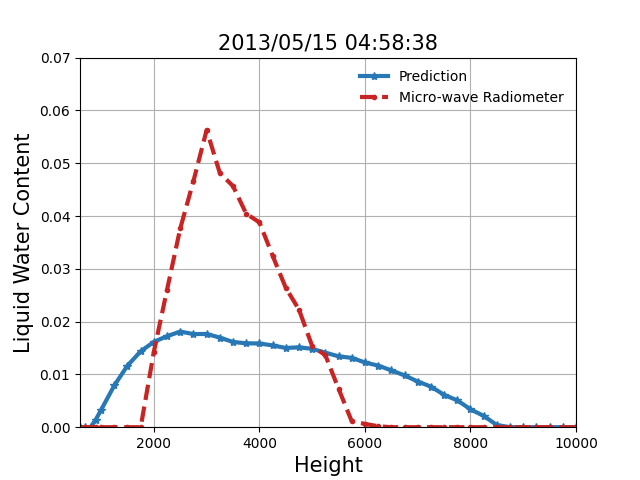 2013/05/15 04:58:38
0.07
0.06
0.05
0.04
0.03
0.02
0.01
0.00
Liquid Water Content
Prediction
Micro-wave Radiometer
2000 4000 6000 8000 10000
Height